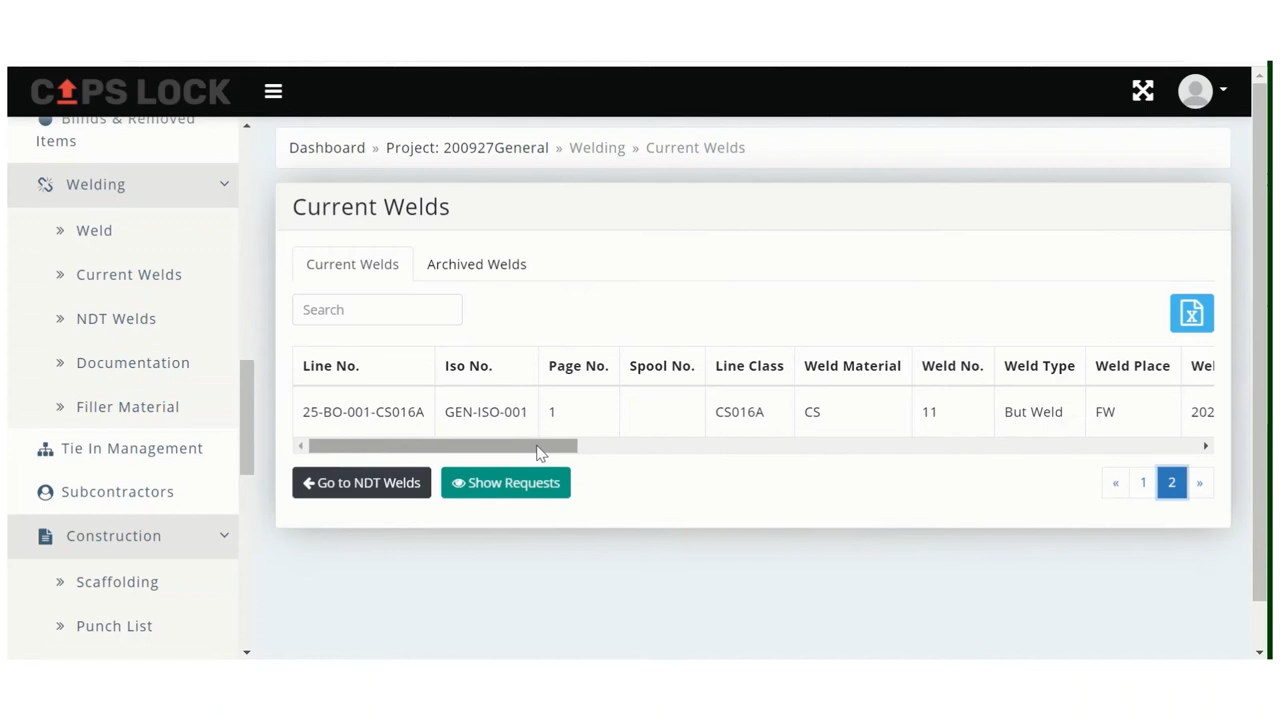 CAPS LOCK
Blinds & Removed
Items
Welding
Weld
Current Welds
NDT Welds
Documentation
Filler Material
Tie In Management
Subcontractors
Construction
Scaffolding
Punch List
Dashboard » Project: 200927General » Welding » Current Welds
Current Welds
Current Welds Archived Welds
Search
Line No. Iso No. Page No. Spool No. Line Class Weld Material Weld No. Weld Type Weld Place Wel
25-BO-001-CS016A GEN-ISO-001 1 CS016A CS 11 But Weld FW 202
Go to NDT Welds Show Requests « 1 2 »